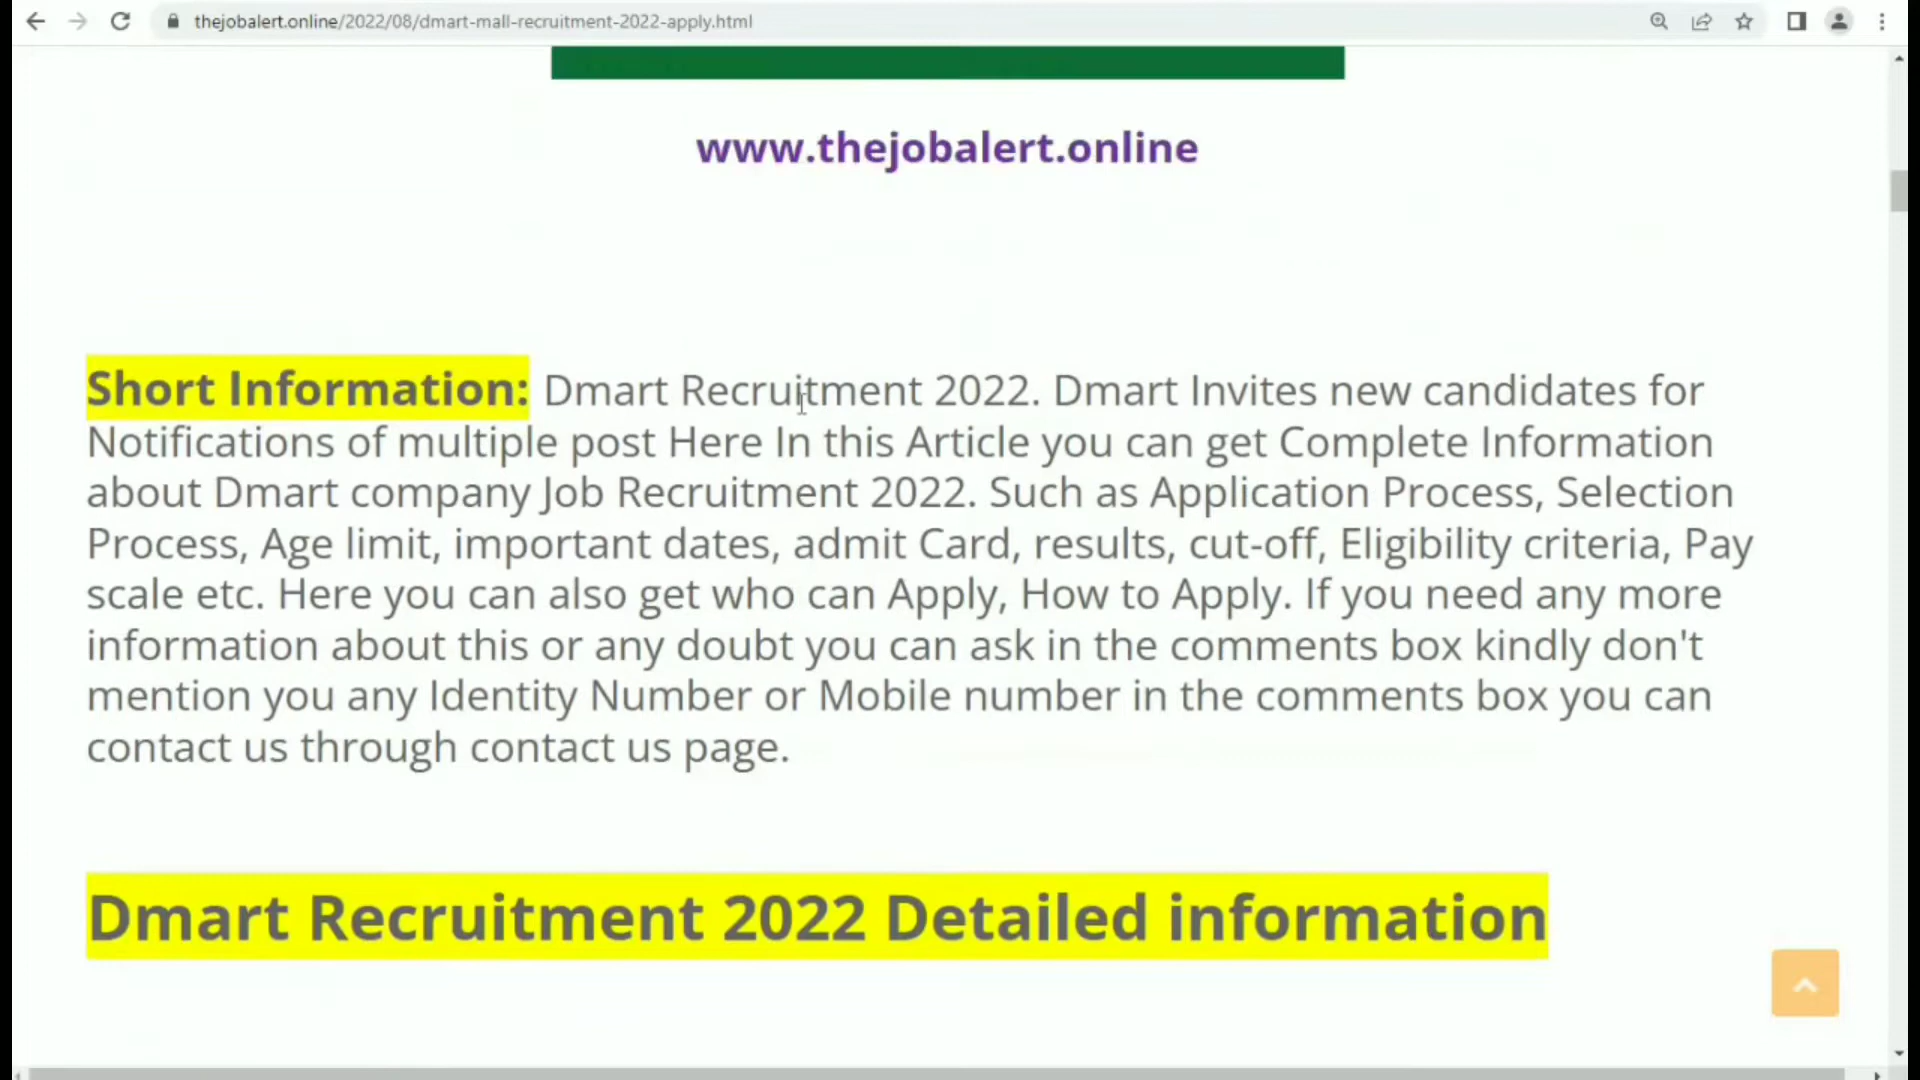 thejobalert.online/2022/08/dmart-mall-recruitment-2022-apply.html
www.thejobalert.online
Short Information: Dmart Recruitment 2022. Dmart Invites new candidates for
Notifications of multiple post Here In this Article you can get Complete Information
about Dmart company Job Recruitment 2022. Such as Application Process, Selection
Process, Age limit, important dates, admit Card, results, cut-off, Eligibility criteria, Pay
scale etc. Here you can also get who can Apply, How to Apply. If you need any more
information about this or any doubt you can ask in the comments box kindly don't
mention you any Identity Number or Mobile number in the comments box you can
contact us through contact us page.
Dmart Recruitment 2022 Detailed information